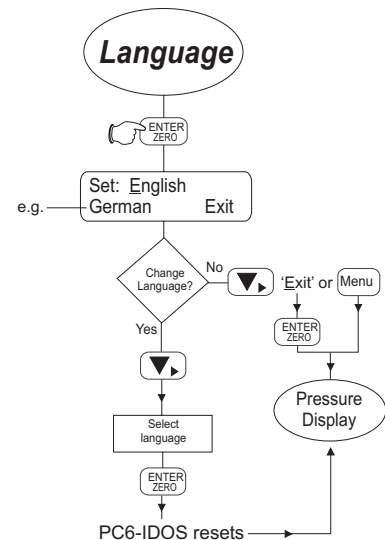 Language
ENTER
ZERO
Set: English
e.g.
German Exit
Change
Language?
No
'Exit' or
Menu
Yes
ENTER
ZERO
Pressure
Display
Select
language
ENTER
ZERO
PC6-IDOS resets